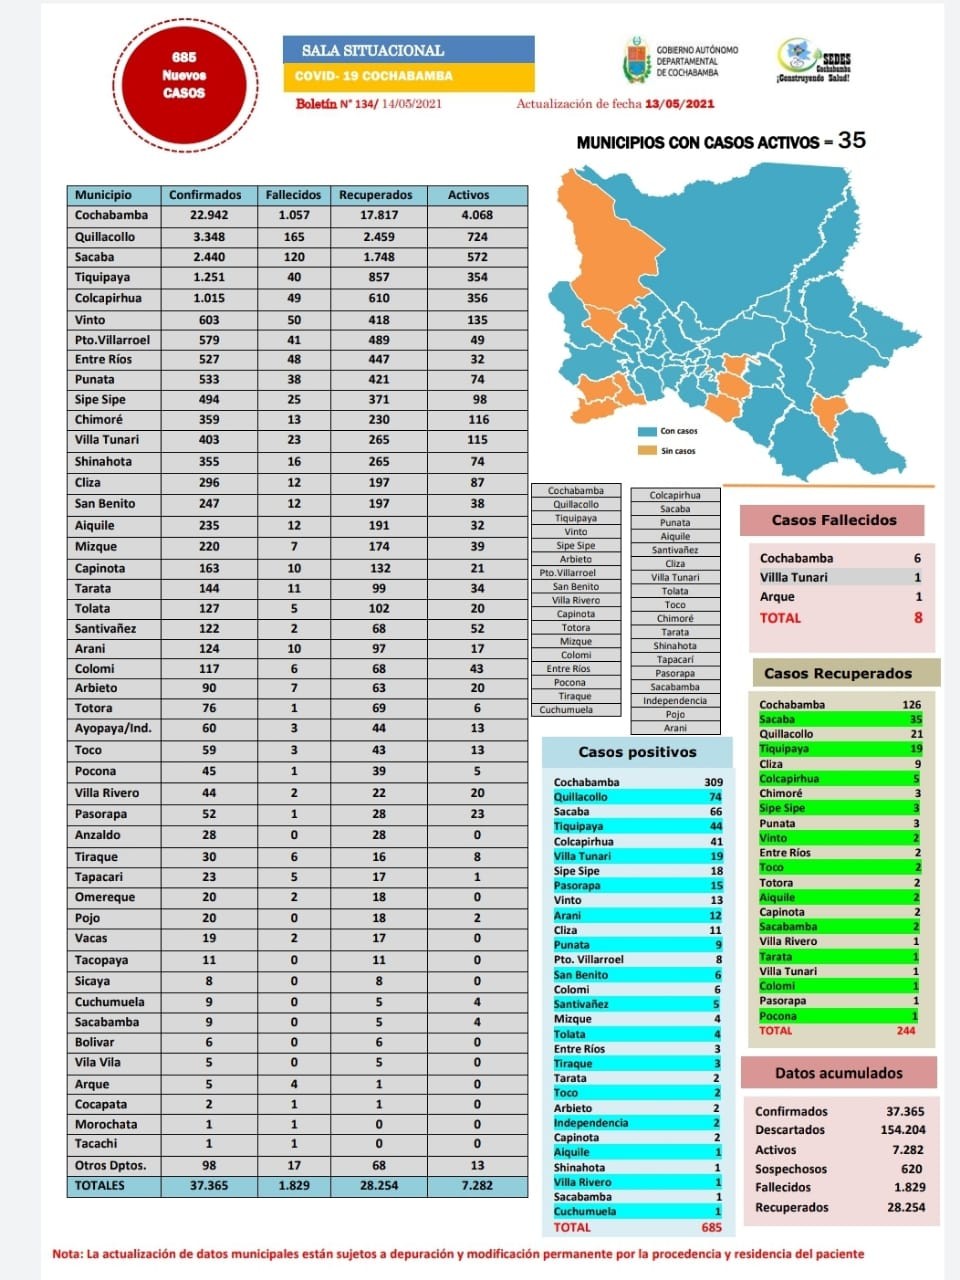 685
Nuevos
CASOS
SALA SITUACIONAL
COVID- 19 COCHABAMBA
Boletín N° 134/ 14/05/2021
Actualización de fecha 13/05/2021
GOBIERNO AUTÓNOMO
DEPARTAMENTAL
DE COCHABAMBA
SEDES
Cochabamba
¡Construyendo Salud!
MUNICIPIOS CON CASOS ACTIVOS = 35
Municipio Confirmados Fallecidos Recuperados Activos
Cochabamba 22.942 1.057 17.817 4.068
Quillacollo 3.348 165 2.459 724
Sacaba 2.440 120 1.748 572
Tiquipaya 1.251 40 857 354
Colcapirhua 1.015 49 610 356
Vinto 603 50 418 135
Pto.Villarroel 579 41 489 49
Entre Ríos 527 48 447 32
Punata 533 38 421 74
Sipe Sipe 494 25 371 98
Chimoré 359 13 230 116
Villa Tunari 403 23 265 115
Shinahota 355 16 265 74
Cliza 296 12 197 87
San Benito 247 12 197 38
Aiquile 235 12 191 32
Mizque 220 7 174 39
Capinota 163 10 132 21
Tarata 144 11 99 34
Tolata 127 5 102 20
Santivañez 122 2 68 52
Arani 124 10 97 17
Colomi 117 6 68 43
Arbieto 90 7 63 20
Totora 76 1 69 6
Ayopaya/Ind. 60 3 44 13
Toco 59 3 43 13
Pocona 45 1 39 5
Villa Rivero 44 2 22 20
Pasorapa 52 1 28 23
Anzaldo 28 0 28 0
Tiraque 30 6 16 8
Tapacari 23 5 17 1
Omereque 20 2 18 0
Pojo 20 0 18 2
Vacas 19 2 17 0
Tacopaya 11 0 11 0
Sicaya 8 0 8 0
Cuchumuela 9 0 5 4
Sacabamba 9 0 5 4
Bolivar 6 0 6 0
Vila Vila 5 0 5 0
Arque 5 4 1 0
Cocapata 2 1 1 0
Morochata 1 1 0 0
Tacachi 1 1 0 0
Otros Dptos. 98 17 68 13
TOTALES 37.365 1.829 28.254 7.282
Con casos
Sin casos
Cochabamba
Quillacollo
Tiquipaya
Vinto
Sipe Sipe
Arbieto
Pto.Villarroel
San Benito
Villa Rivero
Capinota
Totora
Mizque
Colomi
Entre Ríos
Pocona
Tiraque
Cuchumuela
Colcapirhua
Sacaba
Punata
Aiquile
Santivañez
Cliza
Villa Tunari
Tolata
Toco
Chimoré
Tarata
Shinahota
Tapacarí
Pasorapa
Sacabamba
Independencia
Pojo
Arani
Casos positivos
Cochabamba 309
Quillacollo 74
Sacaba 66
Tiquipaya 44
Colcapirhua 41
Villa Tunari 19
Sipe Sipe 18
Pasorapa 15
Vinto 13
Arani 12
Cliza 11
Punata 9
Pto. Villarroel 8
San Benito 6
Colomi 6
Santivañez 5
Mizque 4
Tolata 4
Entre Ríos 3
Tiraque 3
Tarata 2
Toco 2
Arbieto 2
Independencia 2
Capinota 2
Aiquile 1
Shinahota 1
Villa Rivero 1
Sacabamba 1
Cuchumuela 1
TOTAL 685
Casos Fallecidos
Cochabamba 6
Villla Tunari 1
Arque 1
TOTAL 8
Casos Recuperados
Cochabamba 126
Sacaba 35
Quillacollo 21
Tiquipaya 19
Cliza 9
Colcapirhua 5
Chimoré 3
Sipe Sipe 3
Punata 3
Vinto 2
Entre Ríos 2
Toco 2
Totora 2
Aiquile 2
Capinota 2
Sacabamba 2
Villa Rivero 1
Tarata 1
Villa Tunari 1
Colomi 1
Pasorapa 1
Pocona 1
TOTAL 244
Datos acumulados
Confirmados 37.365
Descartados 154.204
Activos 7.282
Sospechosos 620
Fallecidos 1.829
Recuperados 28.254
Nota: La actualización de datos municipales están sujetos a depuración y modificación permanente por la procedencia y residencia del paciente